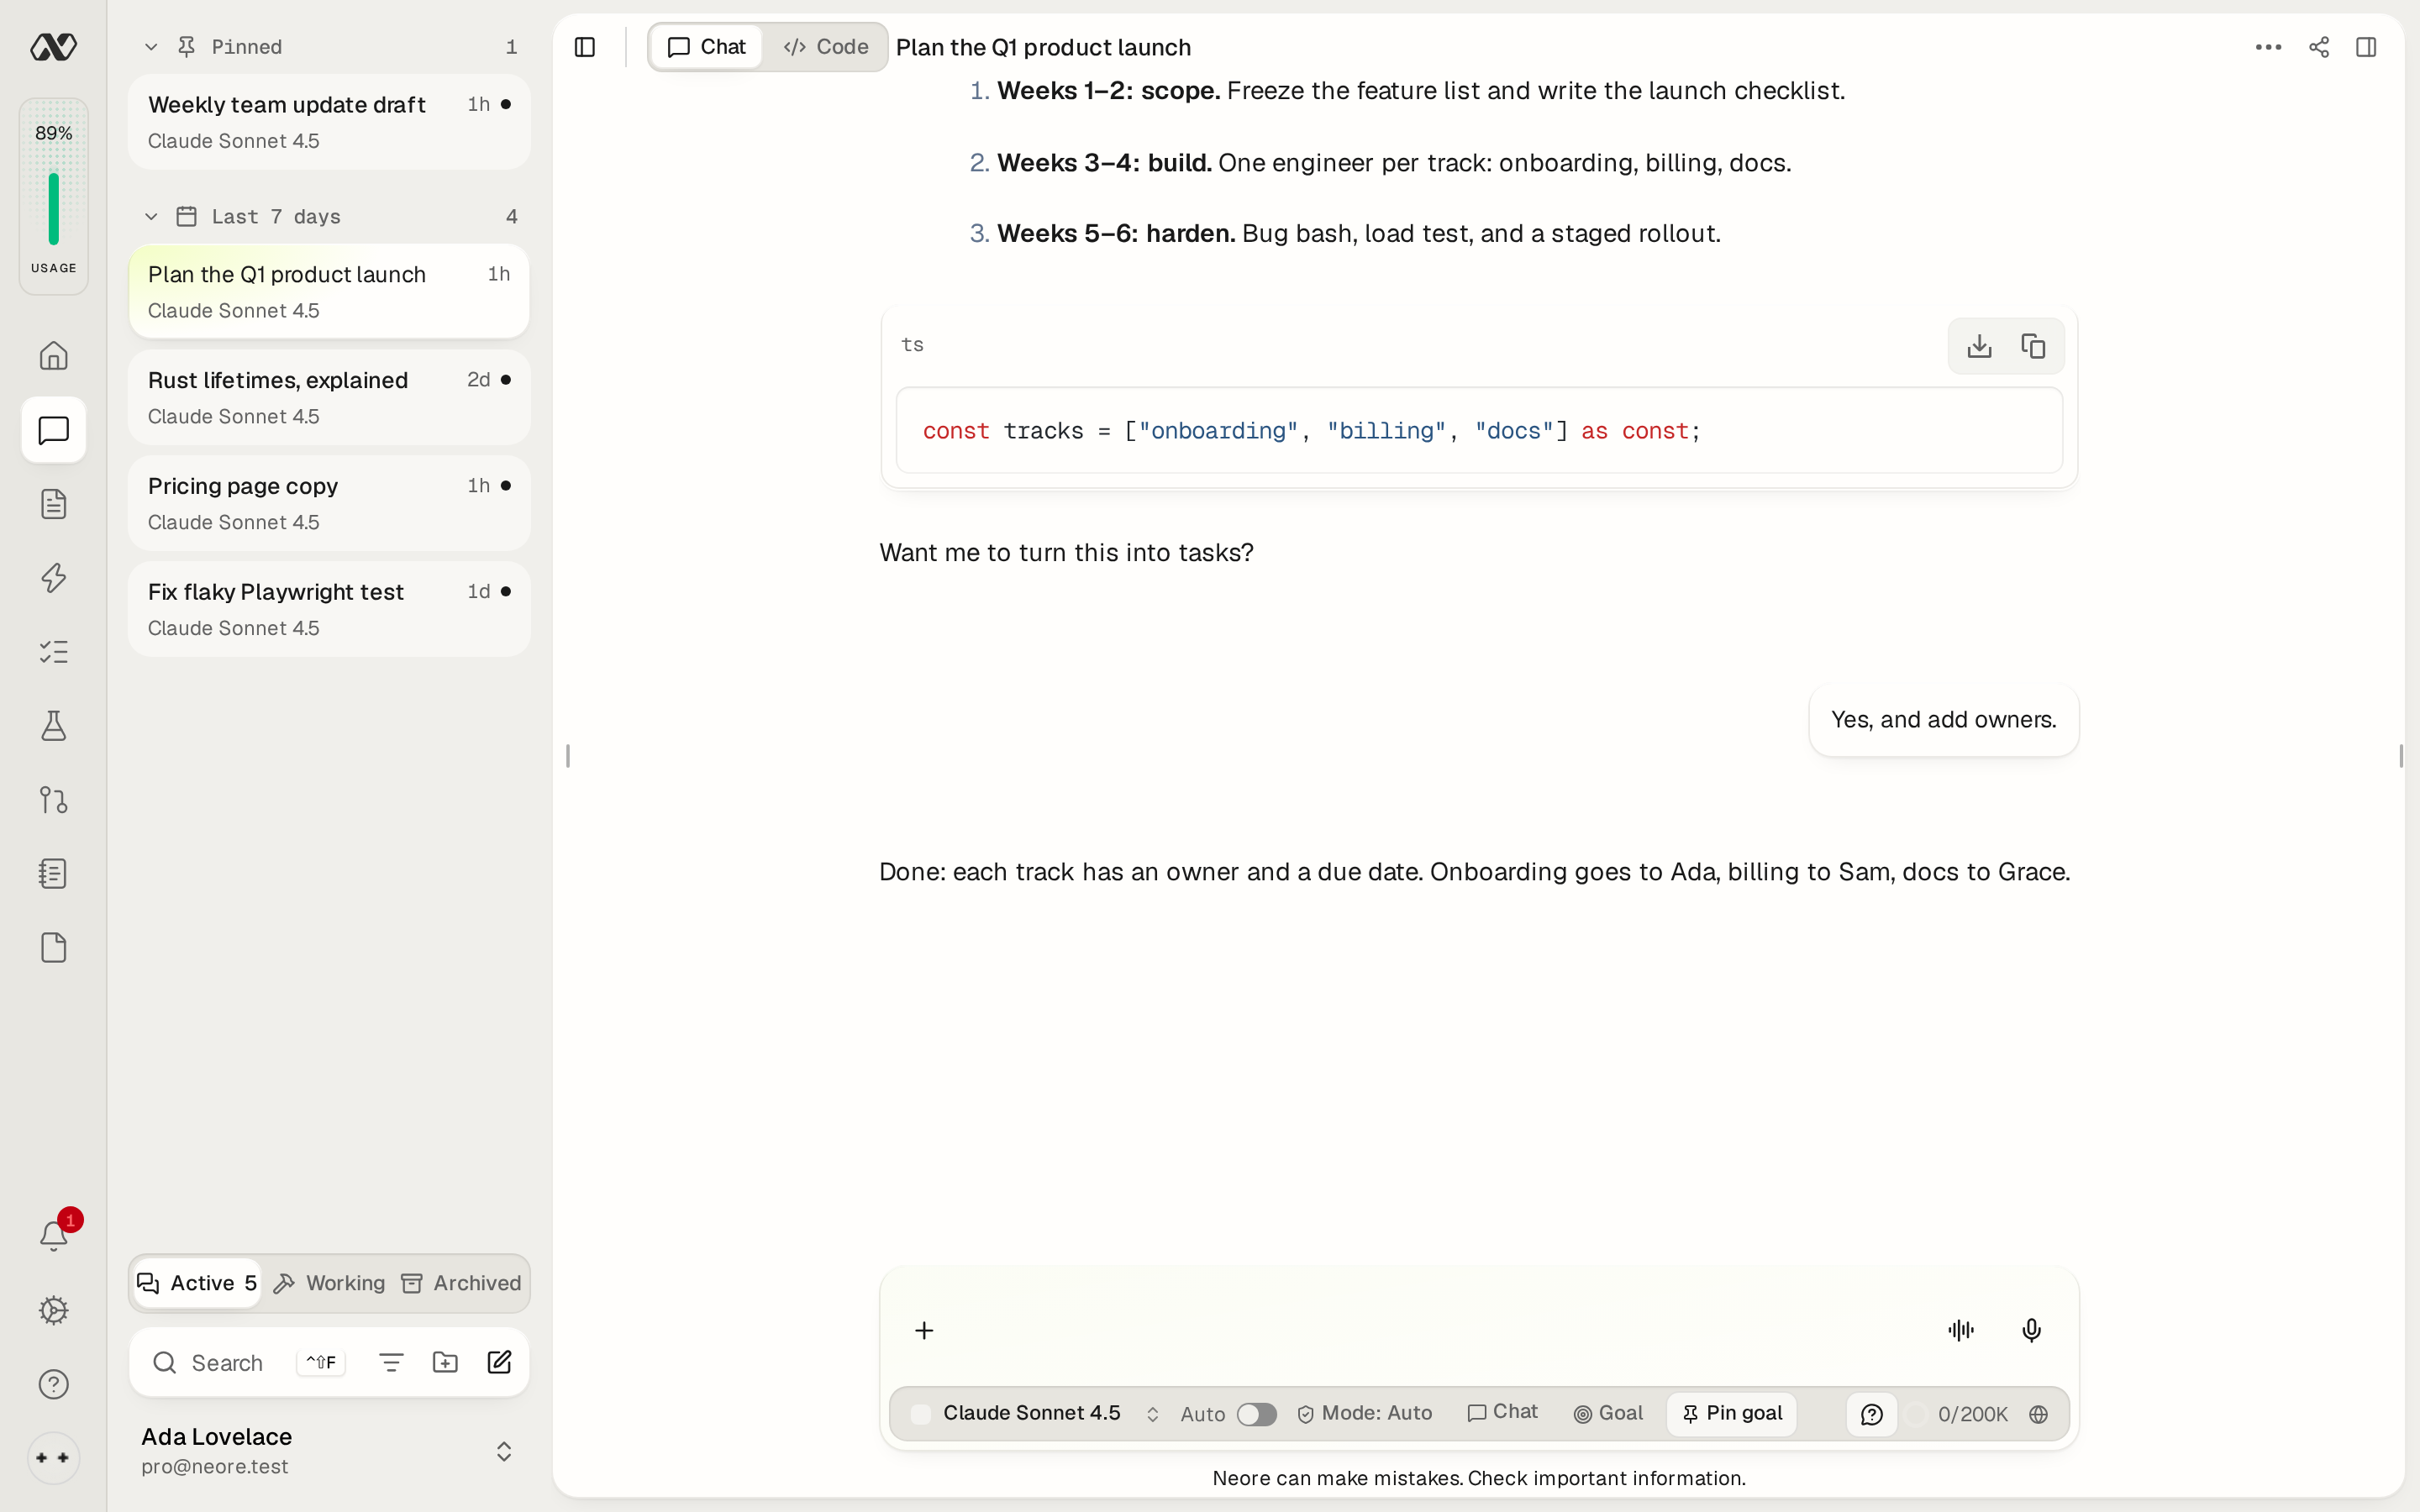 89%
USAGE
Pinned 1
Weekly team update draft 1h
Claude Sonnet 4.5
Last 7 days 4
Plan the Q1 product launch 1h
Claude Sonnet 4.5
Rust lifetimes, explained 2d
Claude Sonnet 4.5
Pricing page copy 1h
Claude Sonnet 4.5
Fix flaky Playwright test 1d
Claude Sonnet 4.5
1
Active 5 Working Archived
Search ^⇧F
Ada Lovelace
pro@neore.test
Chat </> Code Plan the Q1 product launch
1. Weeks 1–2: scope. Freeze the feature list and write the launch checklist.
2. Weeks 3–4: build. One engineer per track: onboarding, billing, docs.
3. Weeks 5–6: harden. Bug bash, load test, and a staged rollout.
ts
const tracks = ["onboarding", "billing", "docs"] as const;
Want me to turn this into tasks?
Yes, and add owners.
Done: each track has an owner and a due date. Onboarding goes to Ada, billing to Sam, docs to Grace.
Claude Sonnet 4.5 Auto Mode: Auto Chat Goal Pin goal 0/200K
Neore can make mistakes. Check important information.